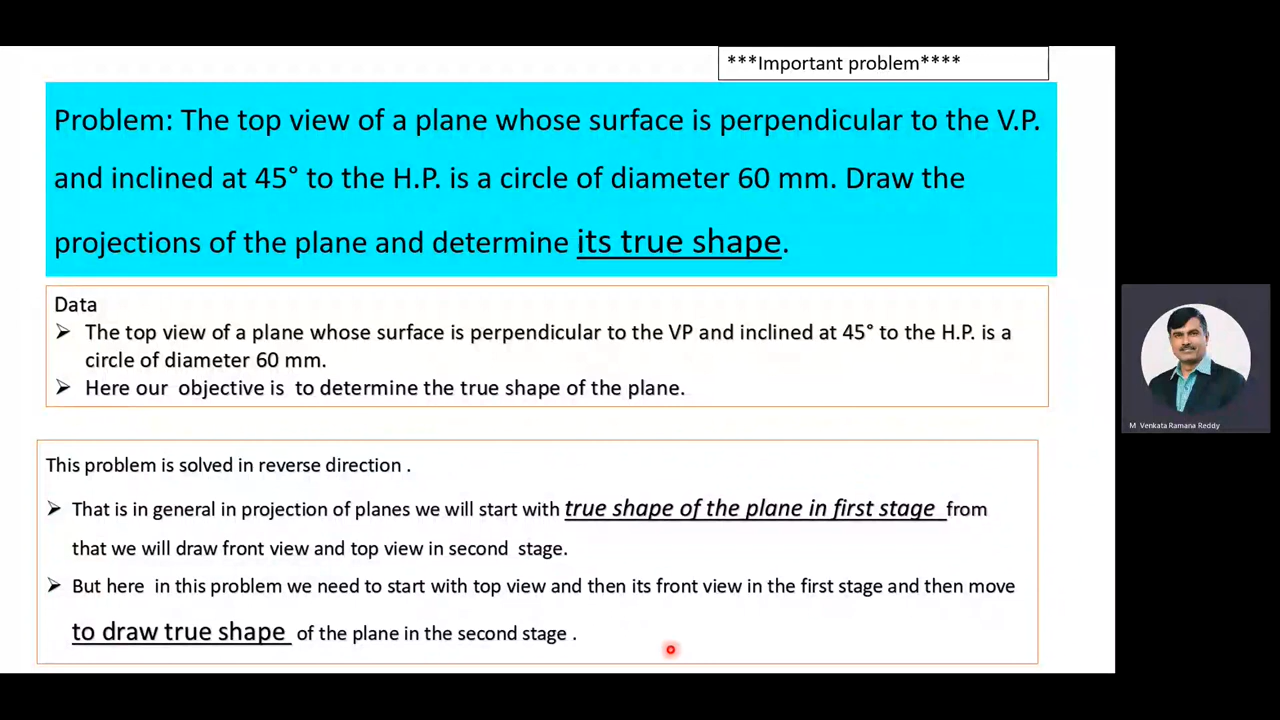 ***Important problem****
Problem: The top view of a plane whose surface is perpendicular to the V.P.
and inclined at 45° to the H.P. is a circle of diameter 60 mm. Draw the
projections of the plane and determine its true shape.
Data
➢ The top view of a plane whose surface is perpendicular to the VP and inclined at 45° to the H.P. is a
circle of diameter 60 mm.
➢ Here our objective is to determine the true shape of the plane.
This problem is solved in reverse direction .
➢ That is in general in projection of planes we will start with true shape of the plane in first stage from
that we will draw front view and top view in second stage.
➢ But here in this problem we need to start with top view and then its front view in the first stage and then move
to draw true shape of the plane in the second stage .
M Venkata Ramana Reddy